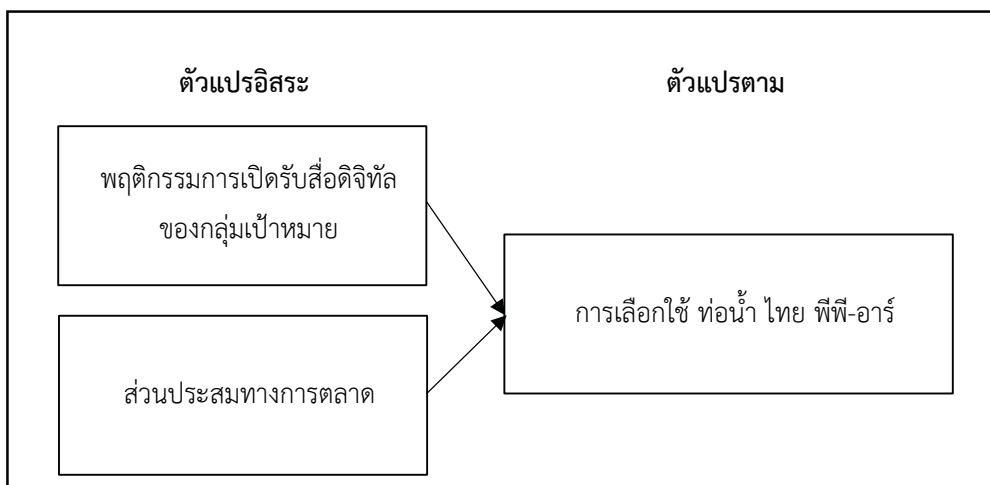 ตัวแปรอิสระ
ตัวแปรตาม
พฤติกรรมการเปิดรับสื่อดิจิทัล
ของกลุ่มเป้าหมาย
การเลือกใช้ ท่อน้ำ ไทย พีพี-อาร์
ส่วนประสมทางการตลาด